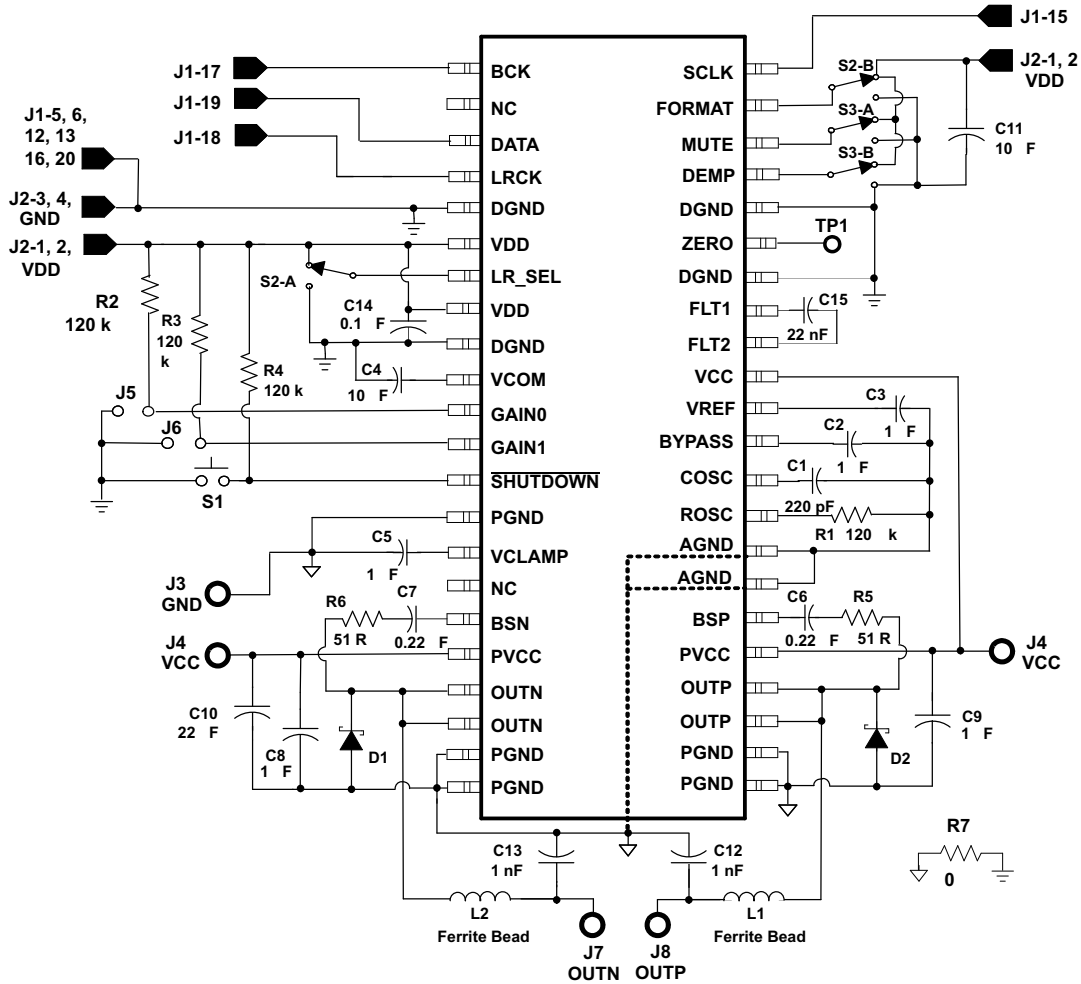 J1-15
J1-17
BCK
SCLK
S2-B
J2-1, 2
VDD
J1-19
NC
FORMAT
S3-A
J1-5, 6,
12, 13
16, 20
J1-18
DATA
MUTE
C11
10 F
S3-B
LRCK
DEMP
J2-3, 4,
GND
DGND
DGND
TP1
J2-1, 2,
VDD
VDD
ZERO
S2-A
LR_SEL
DGND
R2
120 k
R3
120
k
C14
0.1 F
VDD
FLT1
C15
22 nF
DGND
FLT2
R4
120 k
C4
10 F
VCOM
VCC
J5
GAIN0
VREF
C3
1 F
J6
GAIN1
BYPASS
C2
1 F
S1
SHUTDOWN
COSC
C1
220 pF
PGND
ROSC
R1 120 k
C5
1 F
VCLAMP
AGND
J3
GND
NC
AGND
R6
51 R
C7
0.22 F
BSN
BSP
C6
0.22 F
R5
51 R
J4
VCC
PVCC
PVCC
J4
VCC
OUTN
OUTP
C10
22 F
C8
1 F
D1
OUTN
OUTP
D2
C9
1 F
PGND
PGND
PGND
PGND
C13
1 nF
C12
1 nF
R7
0
L2
Ferrite Bead
L1
Ferrite Bead
J7
OUTN
J8
OUTP